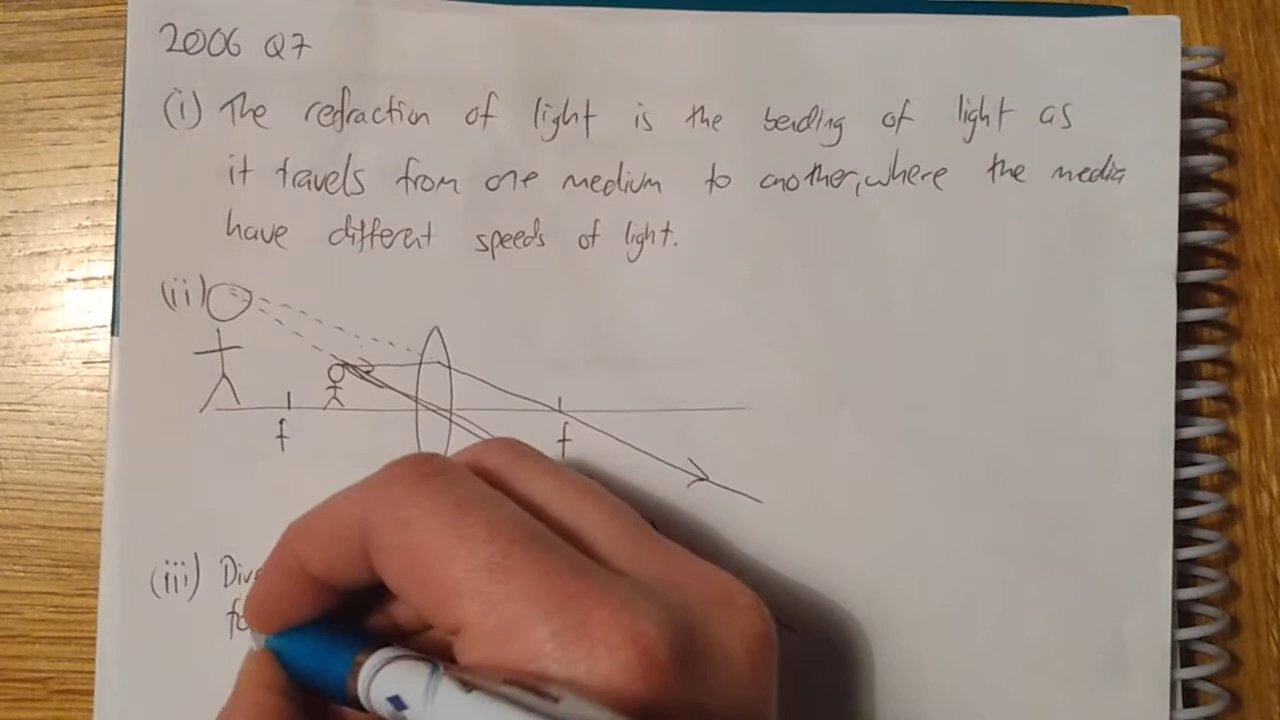 2006 Q7
(i) The refraction of light is the bending of light as
it travels from one medium to another, where the media
have different speeds of light.
(ii)
f f
(iii)